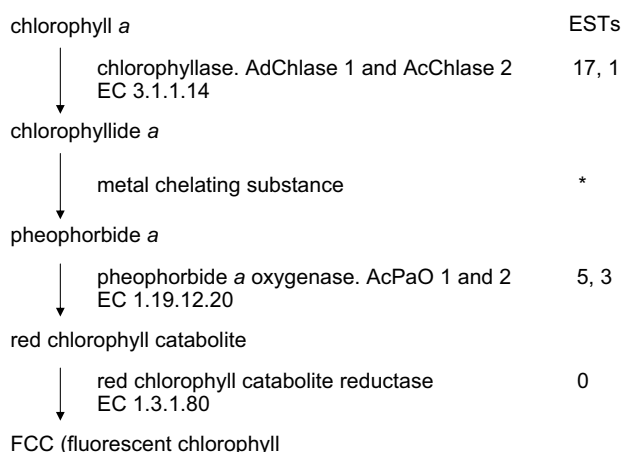 chlorophyll a ESTs
chlorophyllase. AdChlase 1 and AcChlase 2 17, 1
EC 3.1.1.14
chlorophyllide a
metal chelating substance *
pheophorbide a
pheophorbide a oxygenase. AcPaO 1 and 2 5, 3
EC 1.19.12.20
red chlorophyll catabolite
red chlorophyll catabolite reductase 0
EC 1.3.1.80
FCC (fluorescent chlorophyll